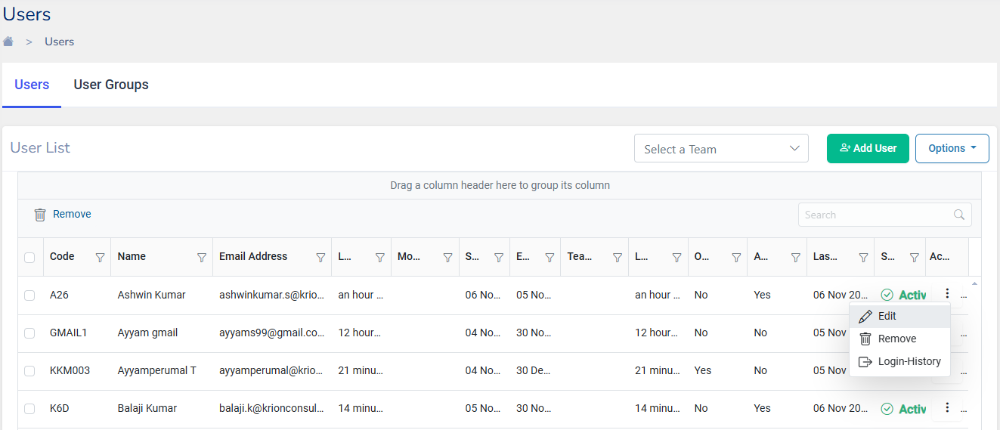 Users
> Users
Users User Groups
User List Select a Team Add User Options
Drag a column header here to group its column
Remove Search
Code Name Email Address L... Mo... S... E... Tea... L... O... A... Las... S... Ac...
A26 Ashwin Kumar ashwinkumar.s@krio... an hour ... 06 No... 05 No... an hour ... No Yes 06 Nov 20... Activ ...
Edit
GMAIL1 Ayyam gmail ayyams99@gmail.co... 12 hour... 04 No... 30 No... 12 hour... No No 05 Nov ...
Remove
Login-History
KKM003 Ayyamperumal T ayyamperumal@krio... 21 minu... 04 No... 30 De... 21 minu... Yes No 05 Nov ...
K6D Balaji Kumar balaji.k@krionconsul... 14 minu... 05 No... 30 No... 14 minu... No Yes 06 Nov 20... Activ ...